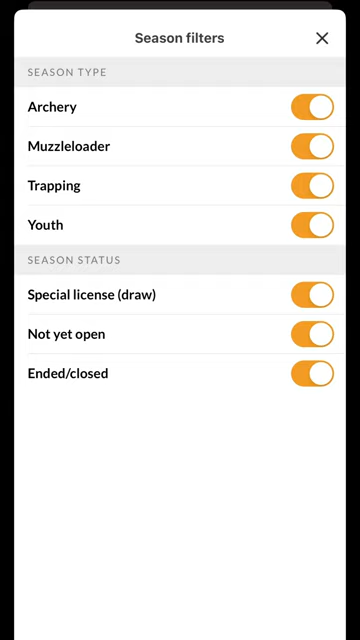 Season filters
SEASON TYPE
Archery
Muzzleloader
Trapping
Youth
SEASON STATUS
Special license (draw)
Not yet open
Ended/closed